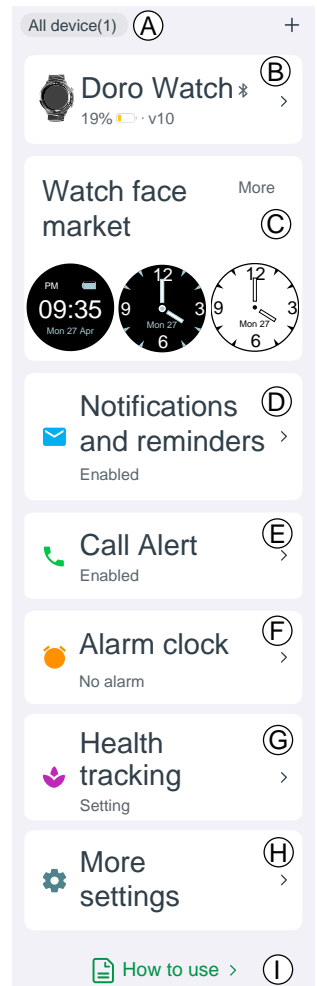 All device(1) A +
B
Doro Watch
19% · · v10
Watch face More
market C
PM
09:35
Mon 27 Apr
12
9 3
Mon 27
6
12
9 3
Mon 27
6
Notifications D
and reminders
Enabled
E
Call Alert
Enabled
F
Alarm clock
No alarm
Health G
tracking
Setting
More H
settings
How to use I